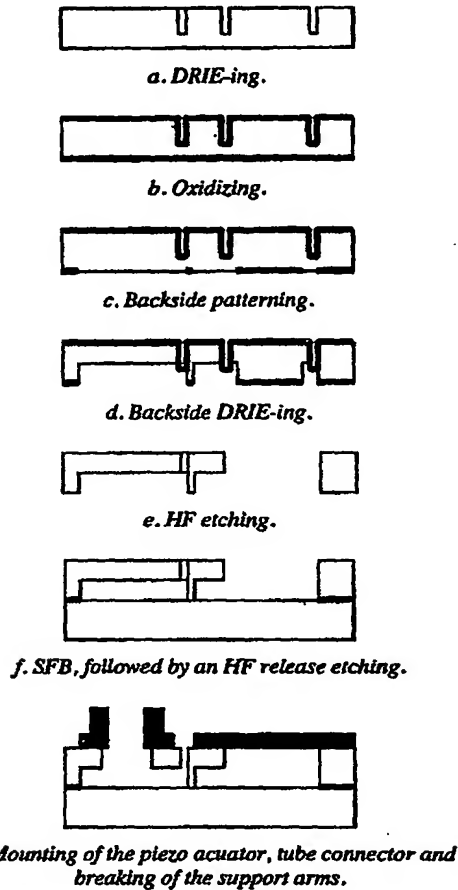 a. DRIE-ing.
b. Oxidizing.
c. Backside patterning.
d. Backside DRIE-ing.
e. HF etching.
f. SFB, followed by an HF release etching.
Mounting of the piezo acuator, tube connector and
breaking of the support arms.